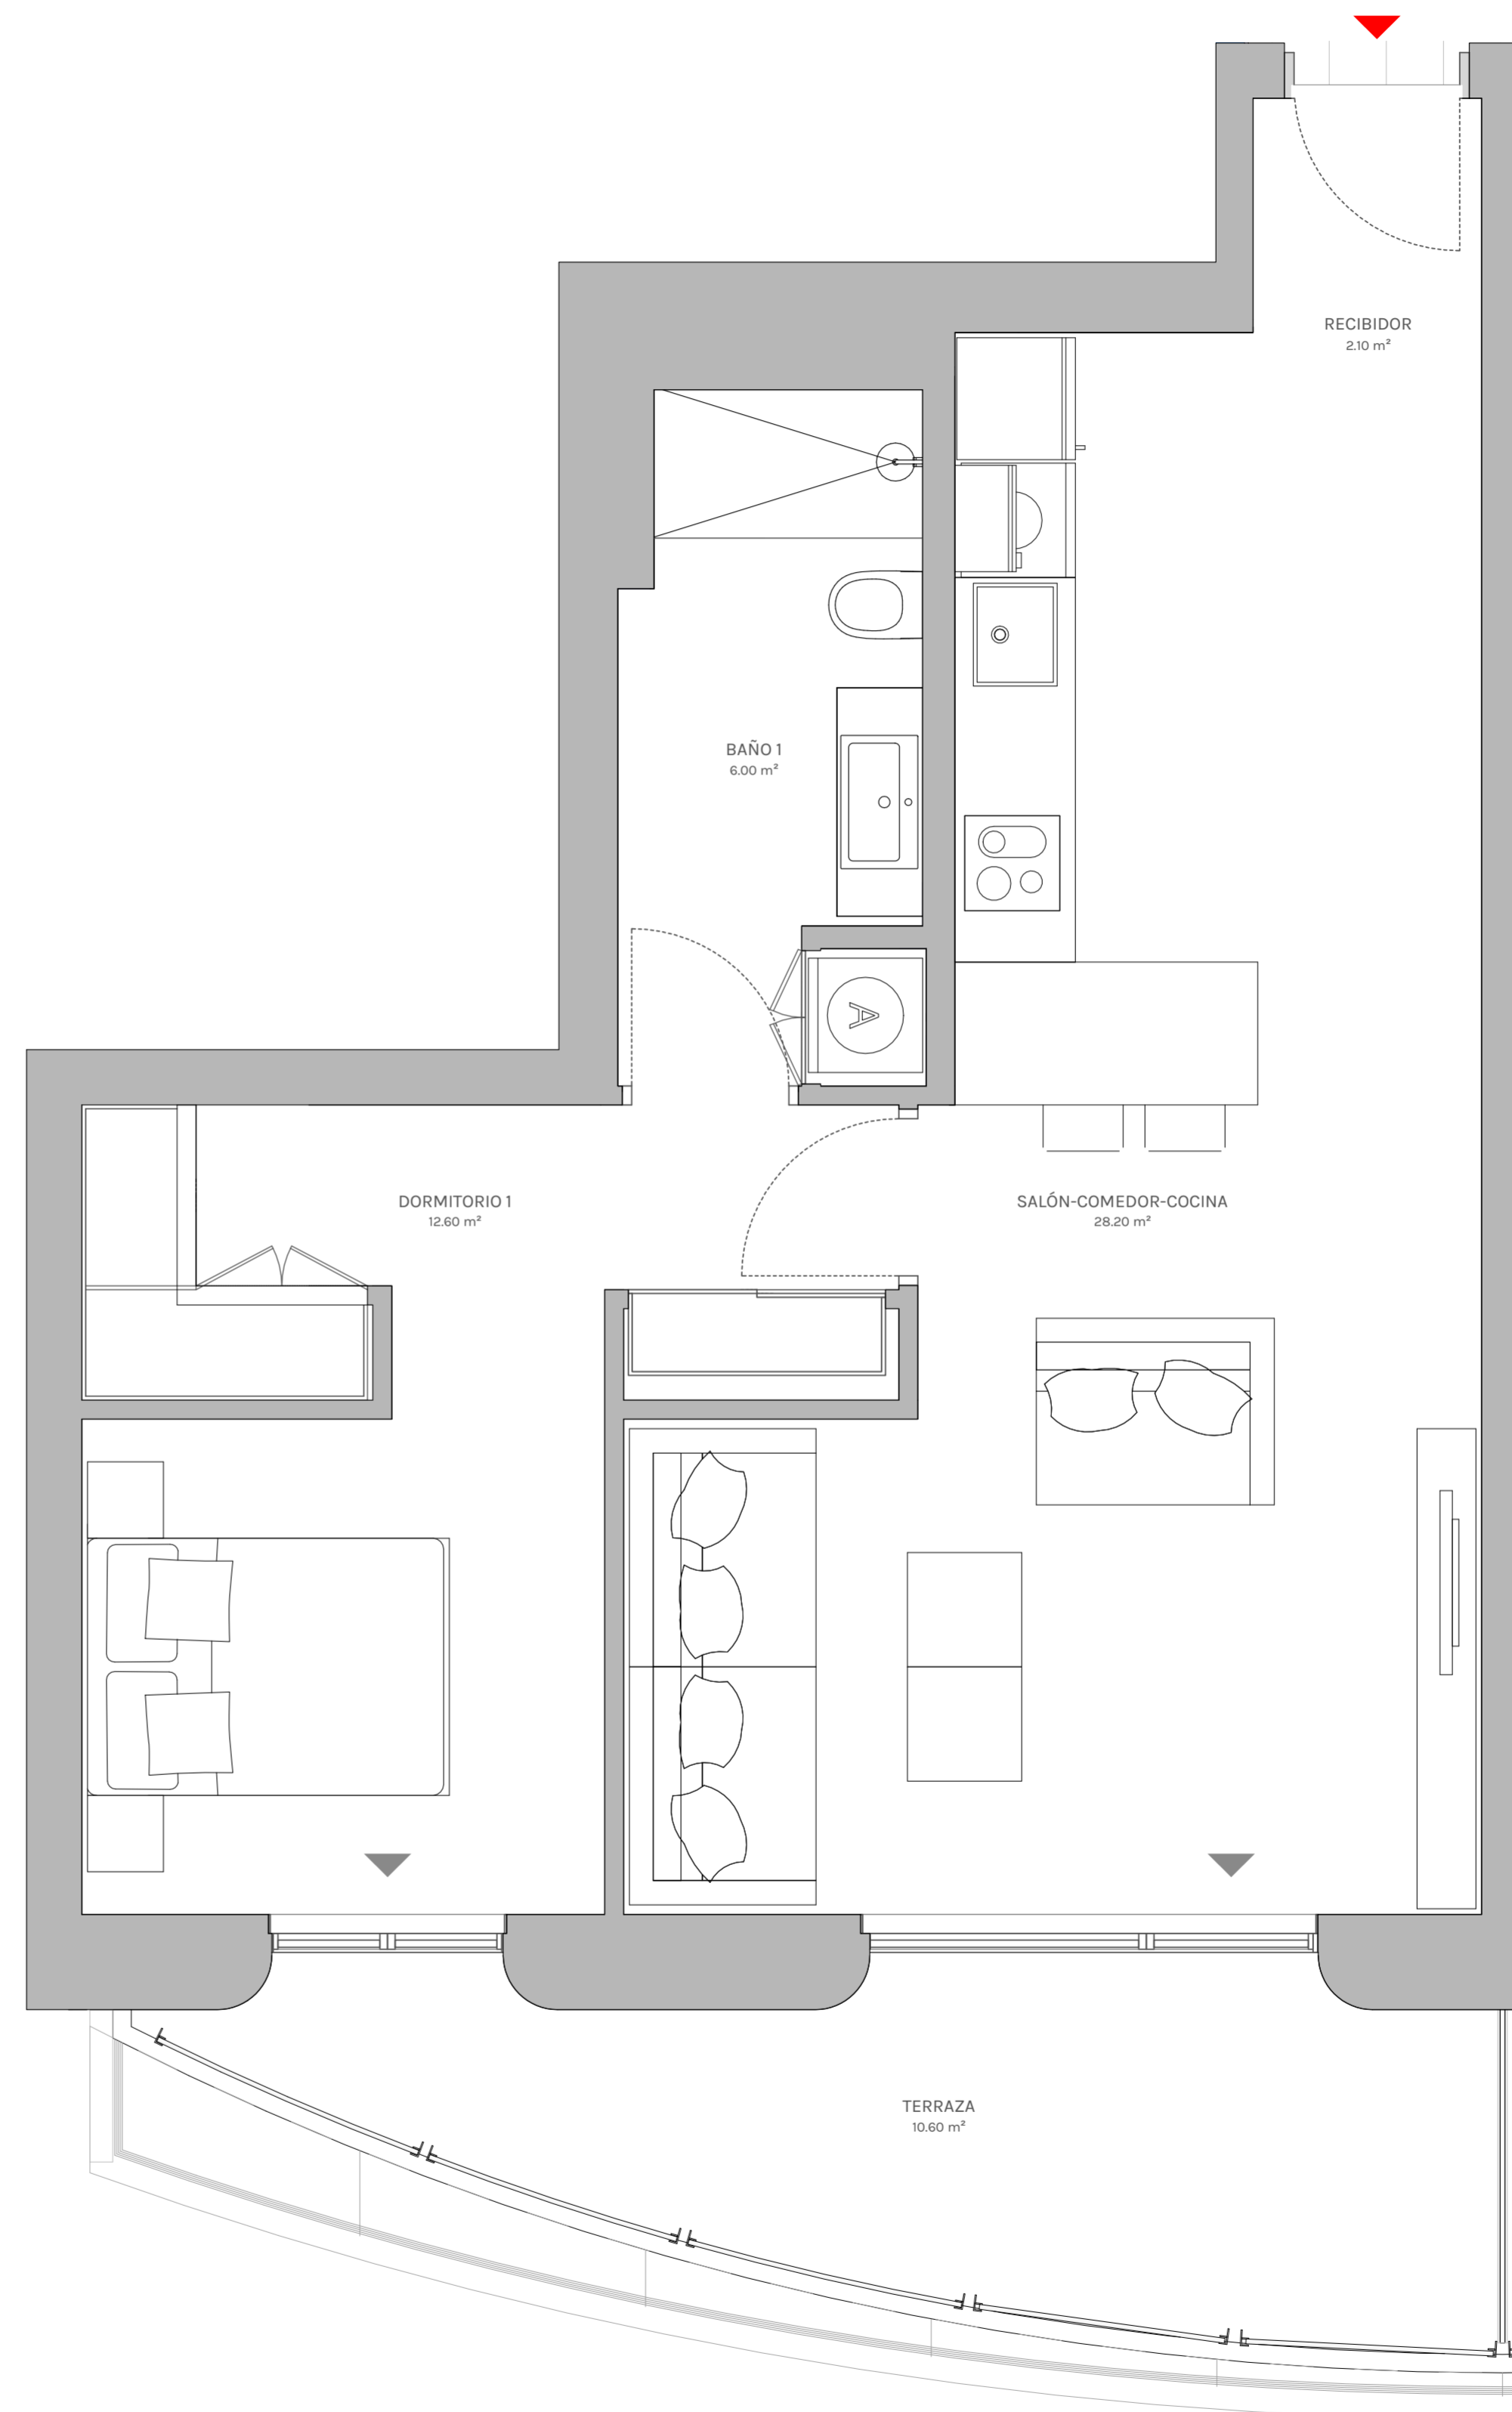 RECIBIDOR
2.10 m²
BAÑO 1
6.00 m²
A
DORMITORIO 1
12.60 m²
SALÓN-COMEDOR-COCINA
28.20 m²
TERRAZA
10.60 m²